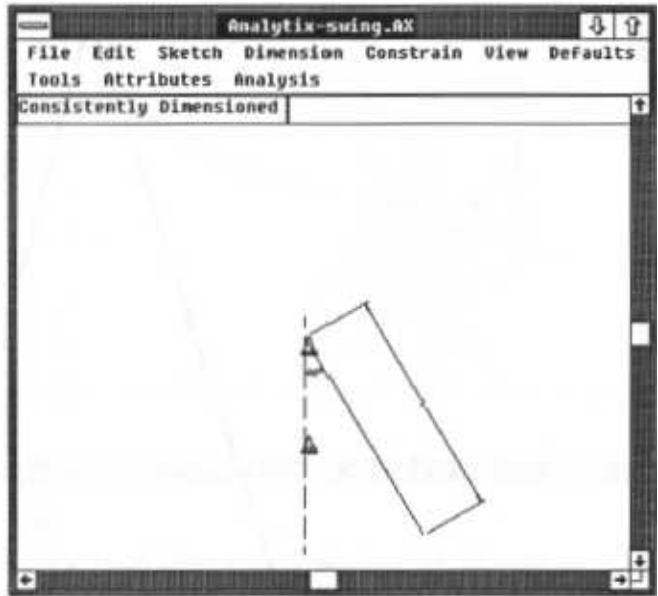 Analytix-swing.AX
File Edit Sketch Dimension Constrain View Defaults
Tools Attributes Analysis
Consistently Dimensioned